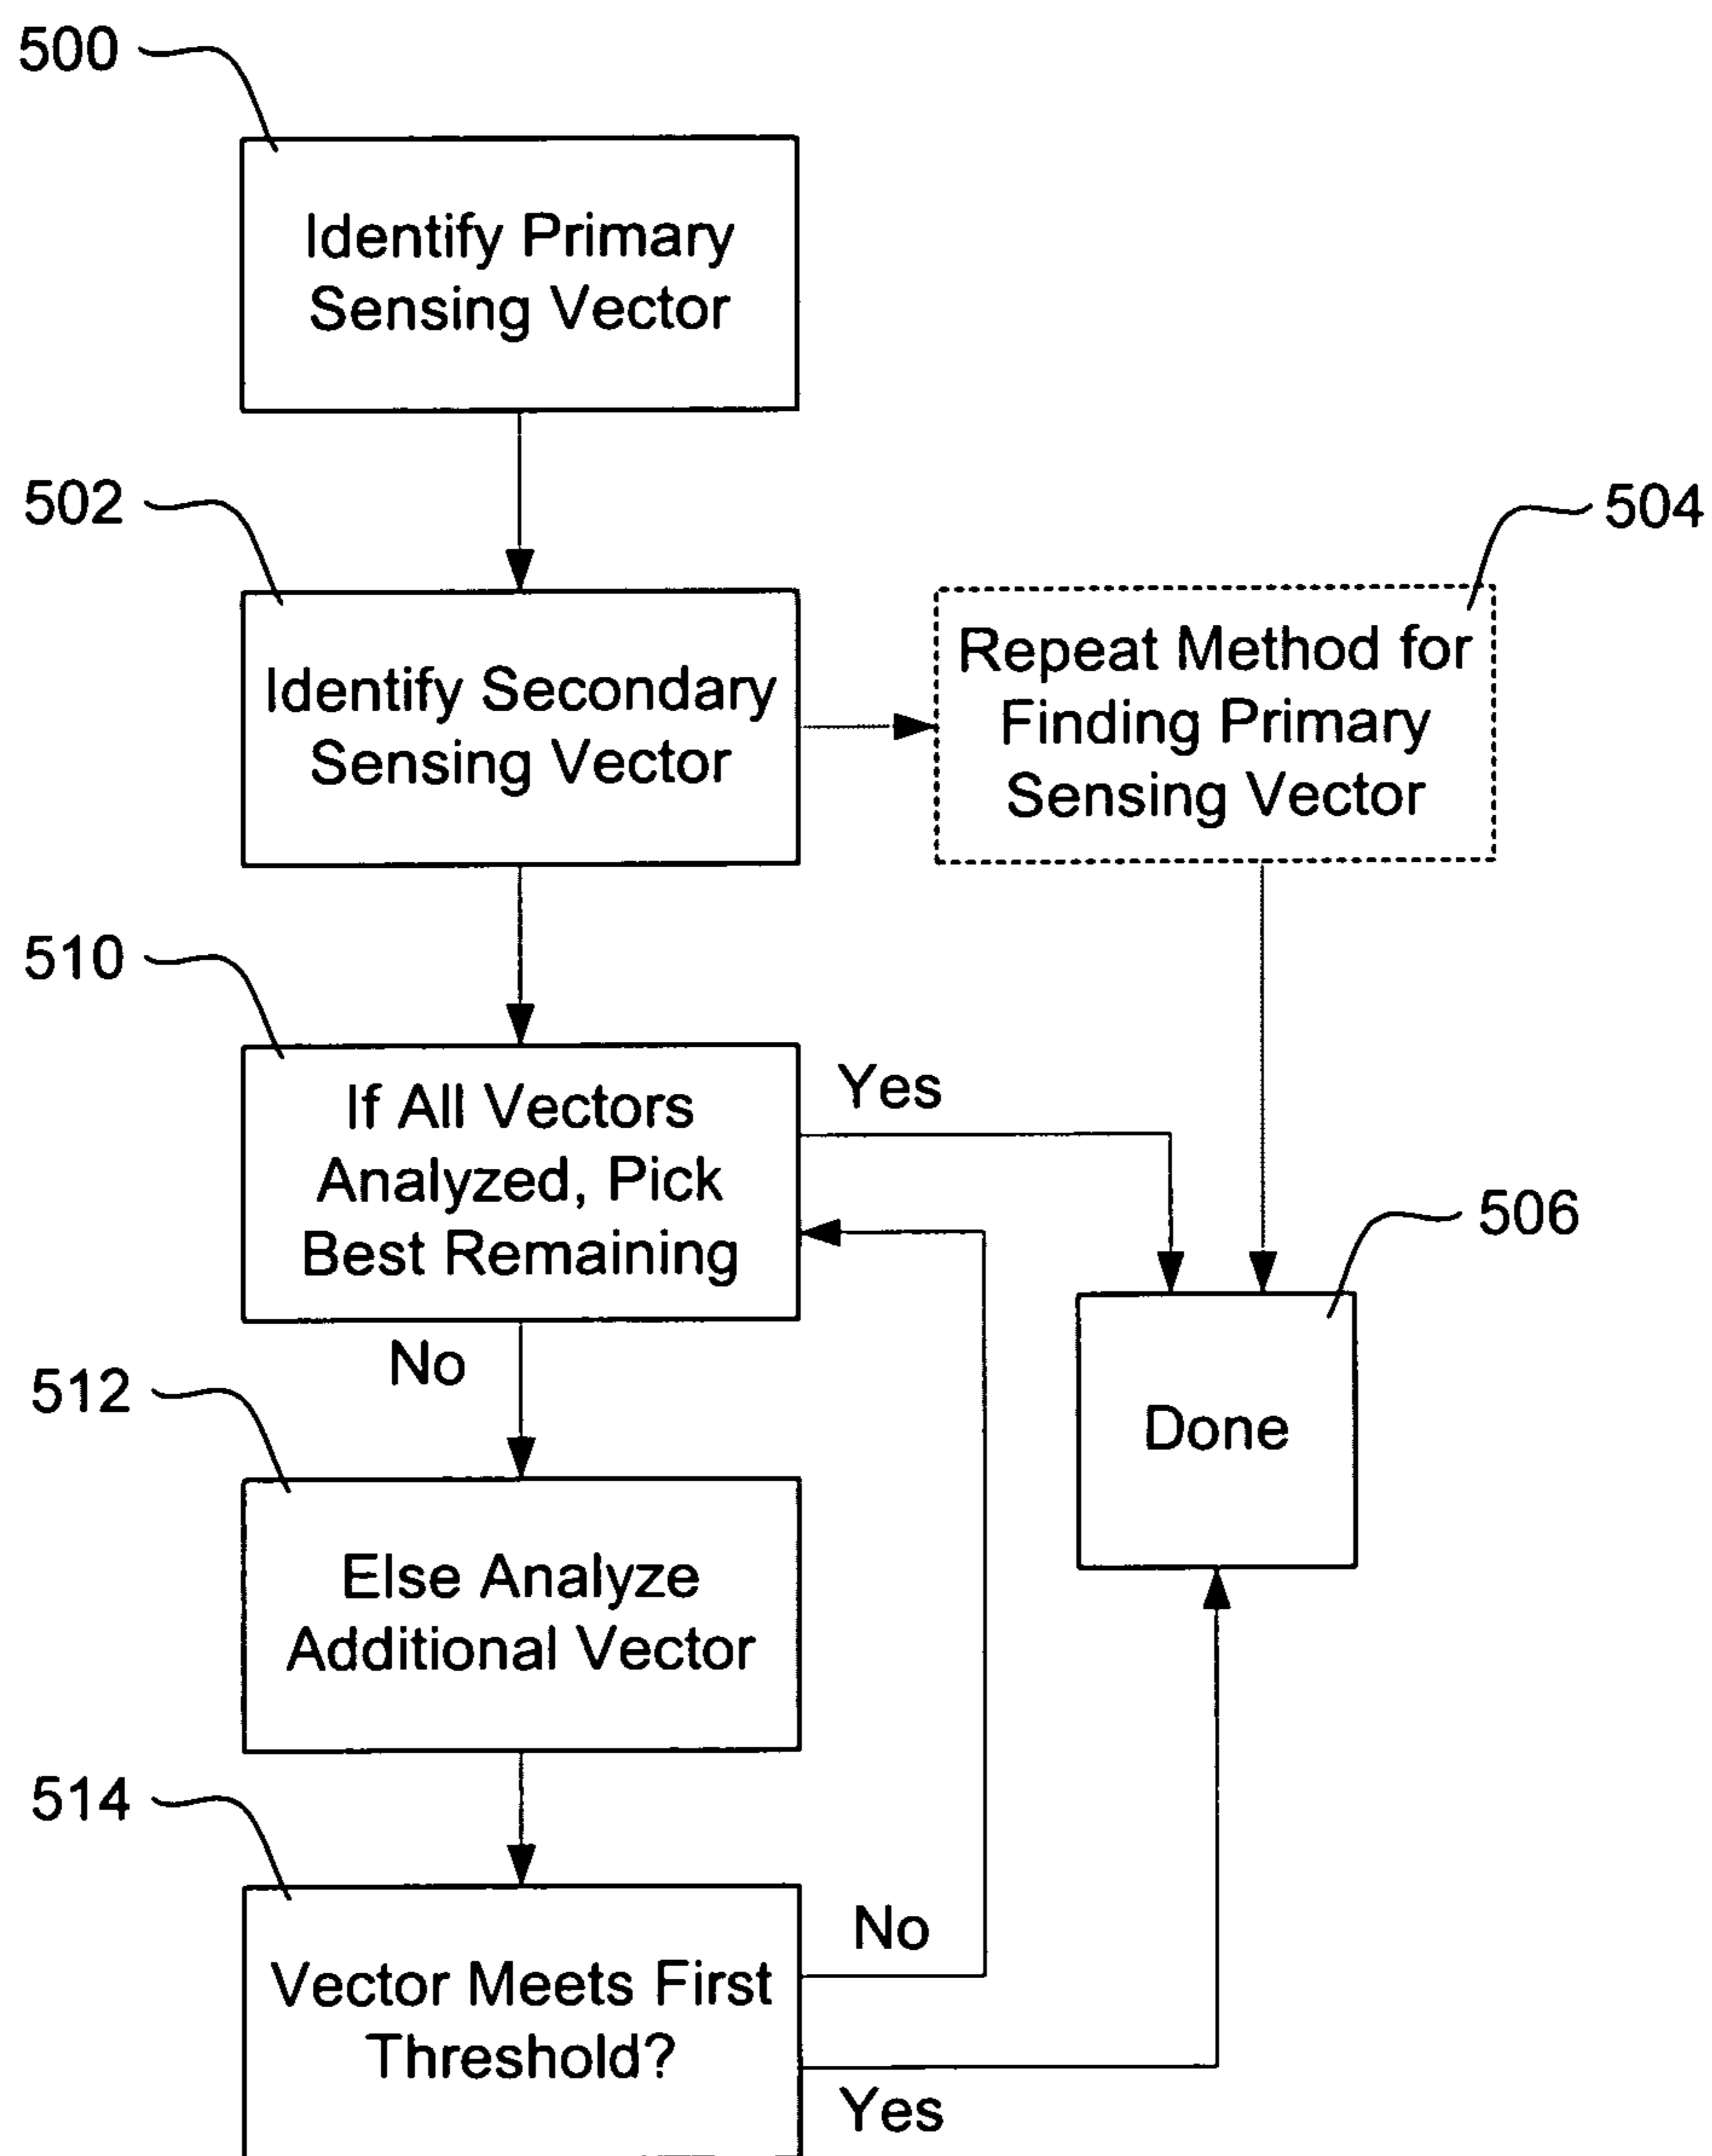 500
Identify Primary
Sensing Vector
502
504
Identify Secondary
Sensing Vector
Repeat Method for
Finding Primary
Sensing Vector
510
If All Vectors
Analyzed, Pick
Best Remaining
Yes
506
No
Done
512
Else Analyze
Additional Vector
514
Vector Meets First
Threshold?
No
Yes